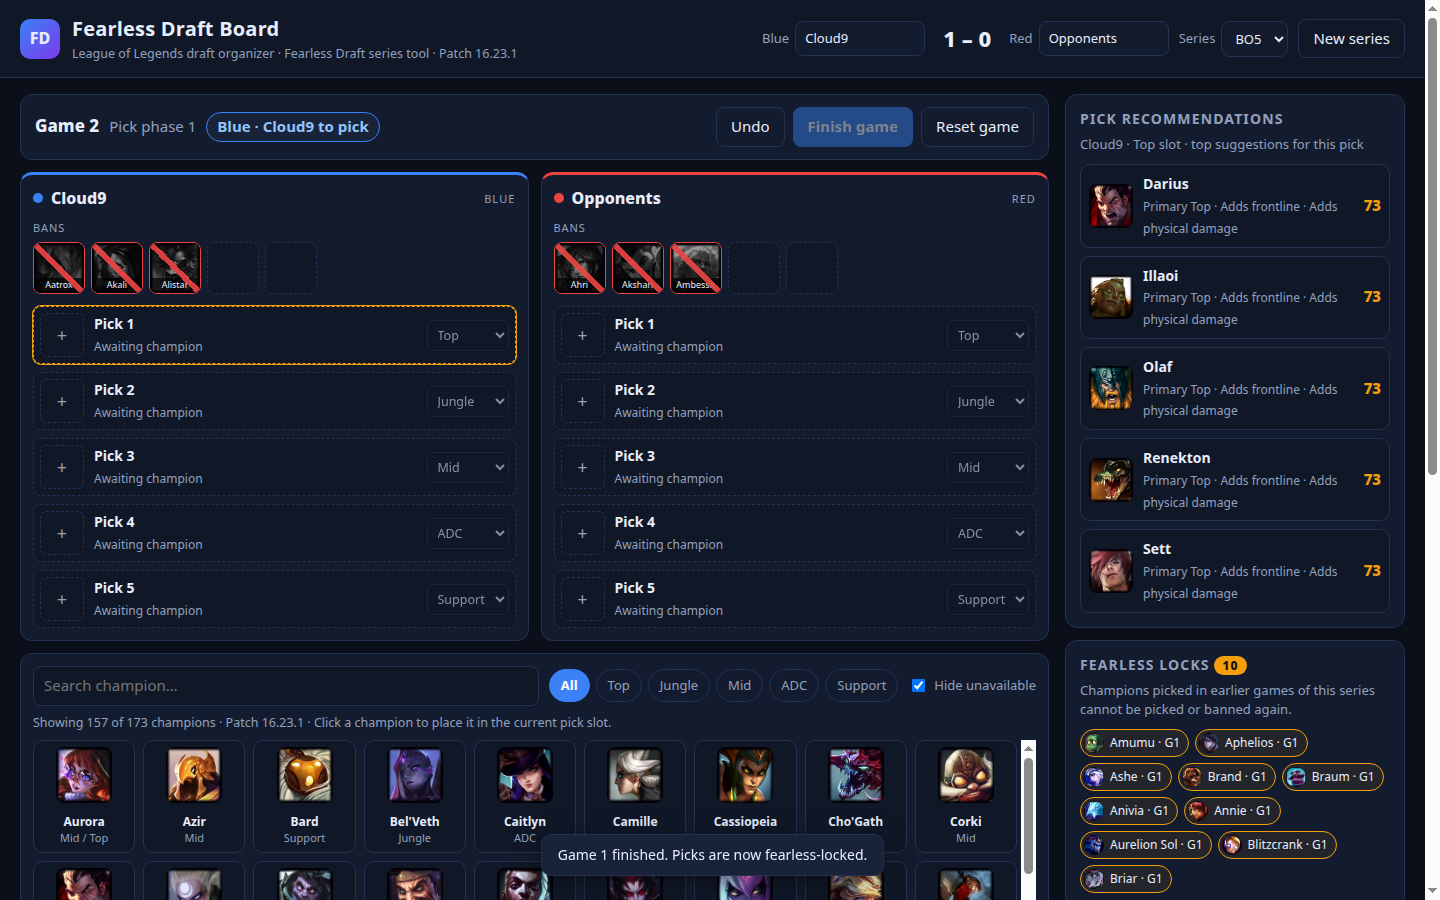 FD
Fearless Draft Board
League of Legends draft organizer · Fearless Draft series tool · Patch 16.23.1
Blue Cloud9 1 – 0 Red Opponents Series BO5 New series
Game 2 Pick phase 1 Blue · Cloud9 to pick Undo Finish game Reset game
Cloud9 BLUE
BANS
Aatrox Akali Alistar
Pick 1
Awaiting champion
Top
Pick 2
Awaiting champion
Jungle
Pick 3
Awaiting champion
Mid
Pick 4
Awaiting champion
ADC
Pick 5
Awaiting champion
Support
Opponents RED
BANS
Ahri Akshan Ambess
Pick 1
Awaiting champion
Top
Pick 2
Awaiting champion
Jungle
Pick 3
Awaiting champion
Mid
Pick 4
Awaiting champion
ADC
Pick 5
Awaiting champion
Support
Search champion...
All Top Jungle Mid ADC Support Hide unavailable
Showing 157 of 173 champions · Patch 16.23.1 · Click a champion to place it in the current pick slot.
Aurora Azir Bard Bel'Veth Caitlyn Camille Cassiopeia Cho'Gath Corki
Mid / Top Mid Support Jungle ADC Mid
Game 1 finished. Picks are now fearless-locked.
PICK RECOMMENDATIONS
Cloud9 · Top slot · top suggestions for this pick
Darius
Primary Top · Adds frontline · Adds
physical damage
73
Illaoi
Primary Top · Adds frontline · Adds
physical damage
73
Olaf
Primary Top · Adds frontline · Adds
physical damage
73
Renekton
Primary Top · Adds frontline · Adds
physical damage
73
Sett
Primary Top · Adds frontline · Adds
physical damage
73
FEARLESS LOCKS 10
Champions picked in earlier games of this series
cannot be picked or banned again.
Amumu · G1 Aphelios · G1
Ashe · G1 Brand · G1 Braum · G1
Anivia · G1 Annie · G1
Aurelion Sol · G1 Blitzcrank · G1
Briar · G1